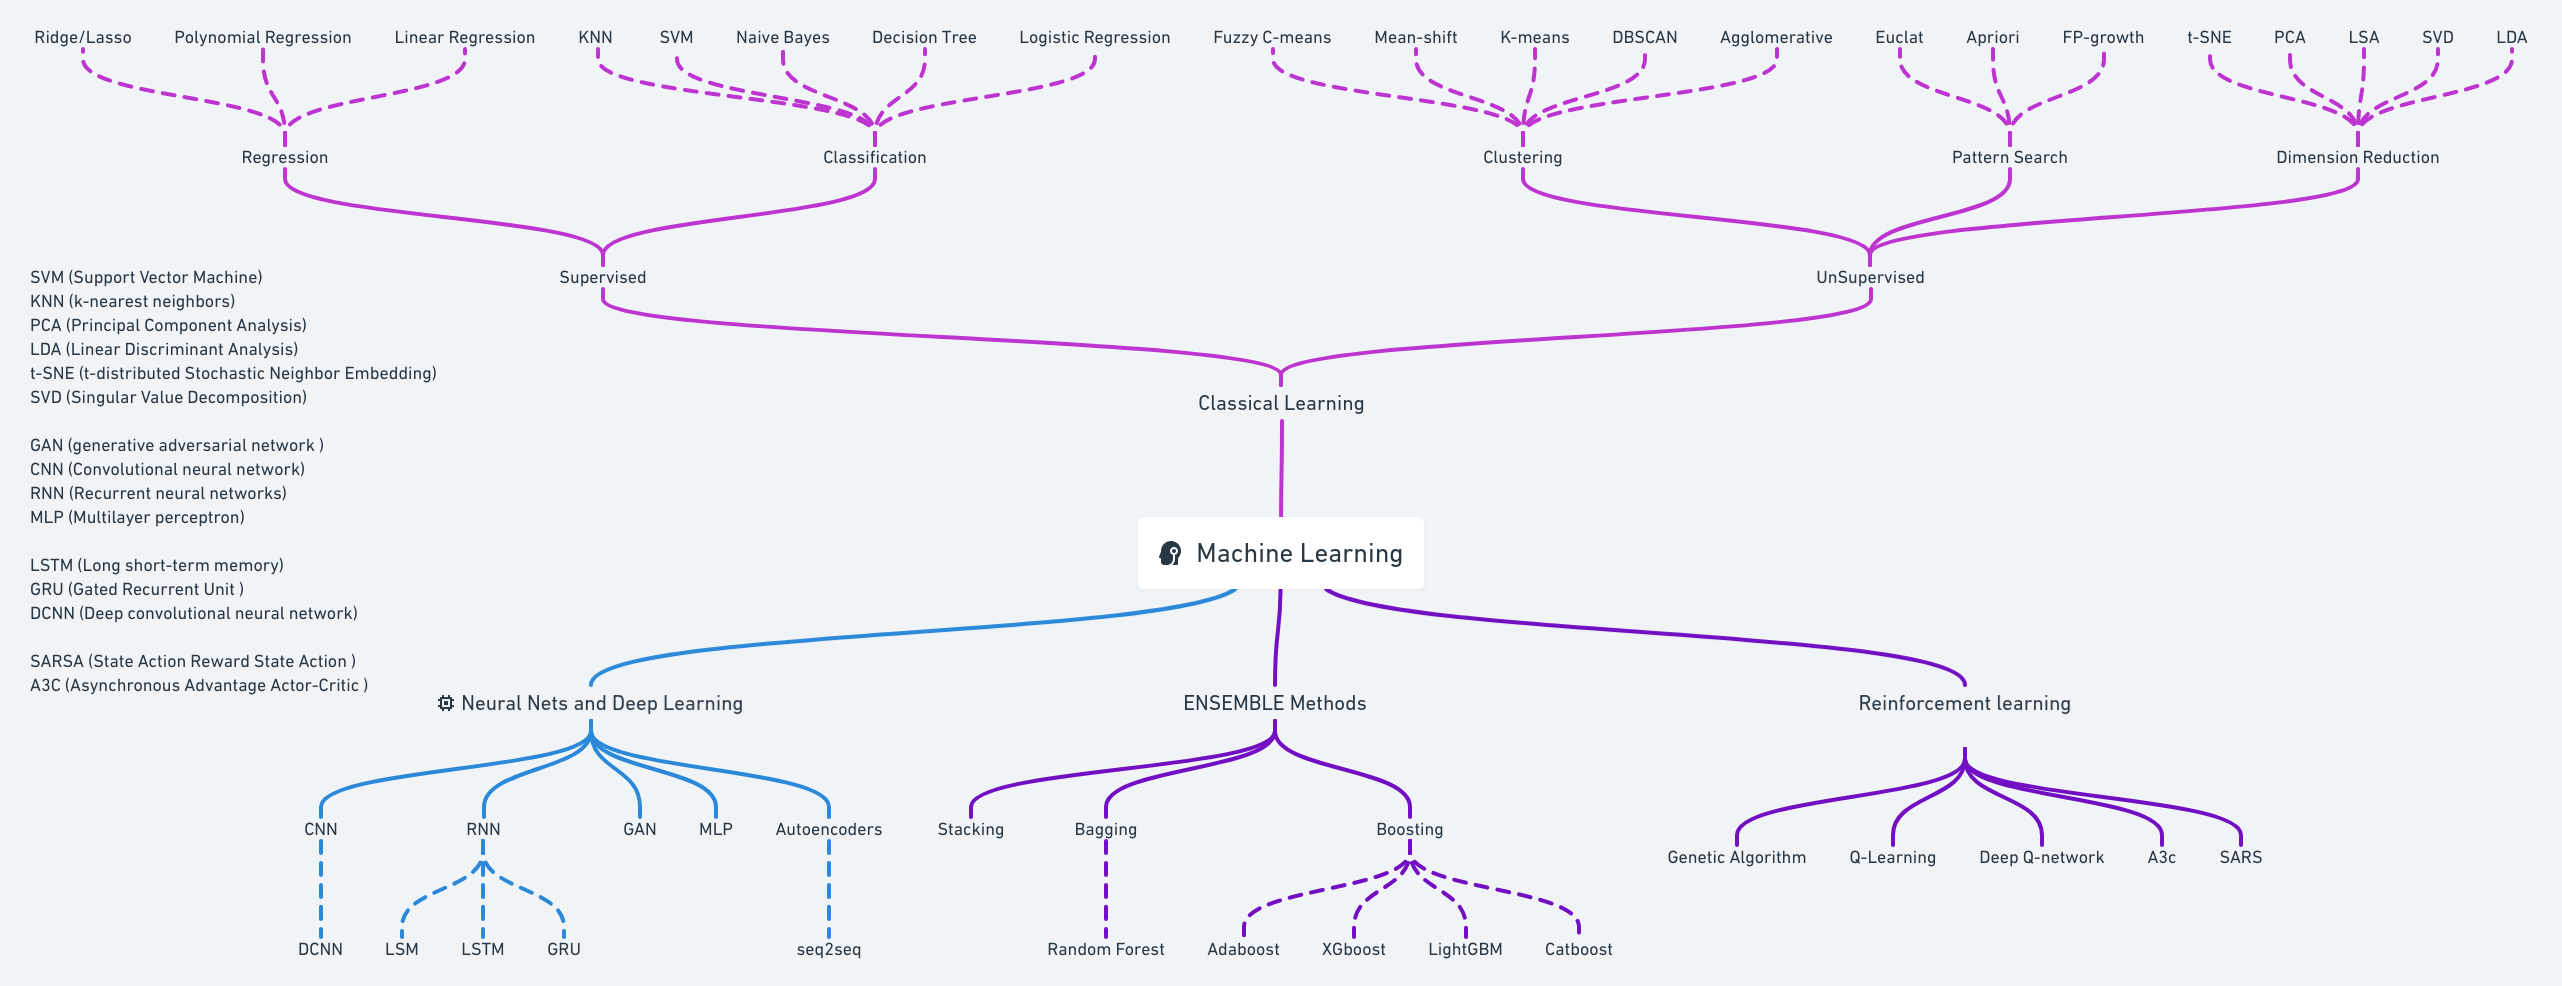 Ridge/Lasso Polynomial Regression Linear Regression KNN SVM Naive Bayes Decision Tree Logistic Regression Fuzzy C-means Mean-shift K-means DBSCAN Agglomerative Euclat Apriori FP-growth t-SNE PCA LSA SVD LDA
Regression Classification Clustering Pattern Search Dimension Reduction
Supervised UnSupervised
SVM (Support Vector Machine)
KNN (k-nearest neighbors)
PCA (Principal Component Analysis)
LDA (Linear Discriminant Analysis)
t-SNE (t-distributed Stochastic Neighbor Embedding)
SVD (Singular Value Decomposition)
Classical Learning
GAN (generative adversarial network )
CNN (Convolutional neural network)
RNN (Recurrent neural networks)
MLP (Multilayer perceptron)
Machine Learning
LSTM (Long short-term memory)
GRU (Gated Recurrent Unit )
DCNN (Deep convolutional neural network)
SARSA (State Action Reward State Action )
A3C (Asynchronous Advantage Actor-Critic )
Neural Nets and Deep Learning ENSEMBLE Methods Reinforcement learning
CNN RNN GAN MLP Autoencoders Stacking Bagging Boosting
Genetic Algorithm Q-Learning Deep Q-network A3c SARS
DCNN LSM LSTM GRU seq2seq Random Forest Adaboost XGboost LightGBM Catboost